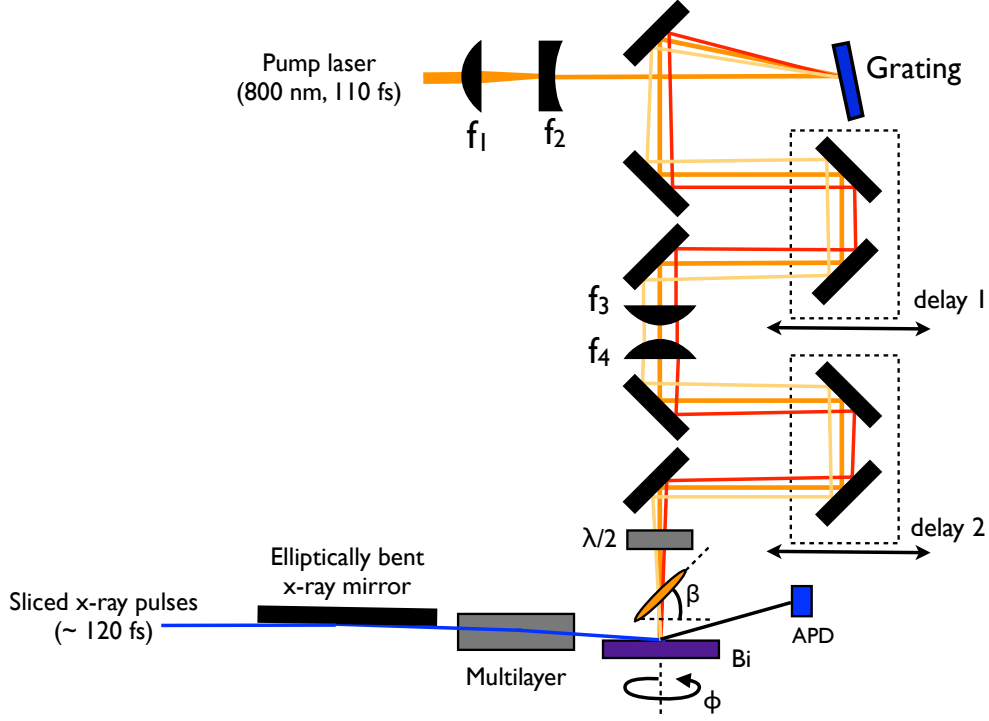 Pump laser
(800 nm, 110 fs)
f1
f2
Grating
delay 1
f3
f4
delay 2
λ/2
β
Elliptically bent
x-ray mirror
Sliced x-ray pulses
(~ 120 fs)
Multilayer
APD
Bi
ϕ